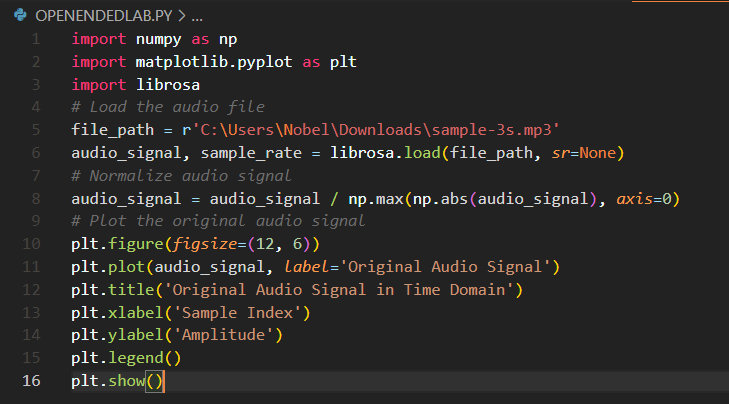 OPENENDEDLAB.PY > ...
1 import numpy as np
2 import matplotlib.pyplot as plt
3 import librosa
4 # Load the audio file
5 file_path = r'C:\Users\Nobel\Downloads\sample-3s.mp3'
6 audio_signal, sample_rate = librosa.load(file_path, sr=None)
7 # Normalize audio signal
8 audio_signal = audio_signal / np.max(np.abs(audio_signal), axis=0)
9 # Plot the original audio signal
10 plt.figure(figsize=(12, 6))
11 plt.plot(audio_signal, label='Original Audio Signal')
12 plt.title('Original Audio Signal in Time Domain')
13 plt.xlabel('Sample Index')
14 plt.ylabel('Amplitude')
15 plt.legend()
16 plt.show()